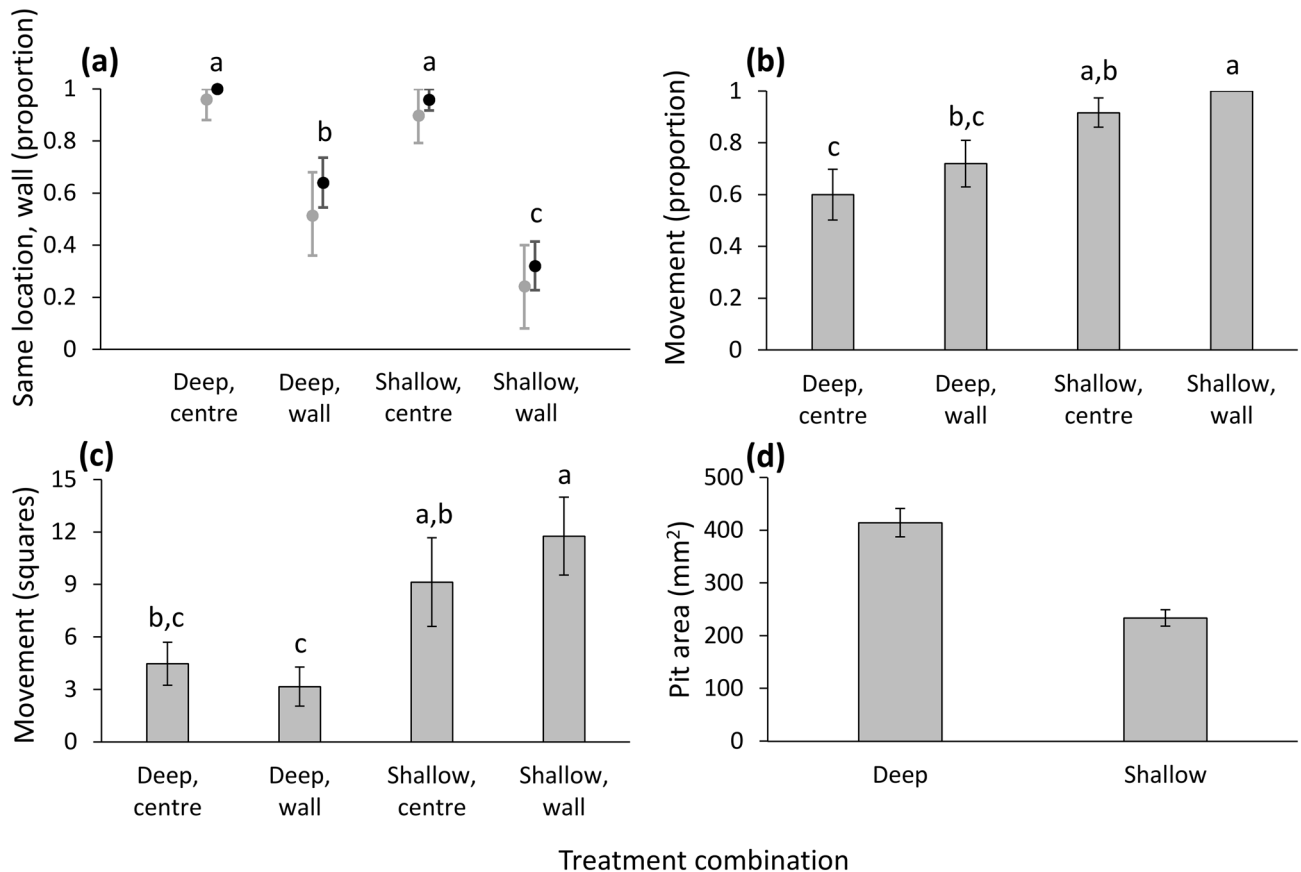 (a)
Same location, wall (proportion)
1
0.8
0.6
0.4
0.2
0
a
b
a
c
Deep,
centre
Deep,
wall
Shallow,
centre
Shallow,
wall
(b)
Movement (proportion)
1
0.8
0.6
0.4
0.2
0
c
b,c
a,b
a
Deep,
centre
Deep,
wall
Shallow,
centre
Shallow,
wall
(c)
Movement (squares)
15
12
9
6
3
0
b,c
c
a,b
a
Deep,
centre
Deep,
wall
Shallow,
centre
Shallow,
wall
(d)
Pit area (mm²)
500
400
300
200
100
0
Deep
Shallow
Treatment combination